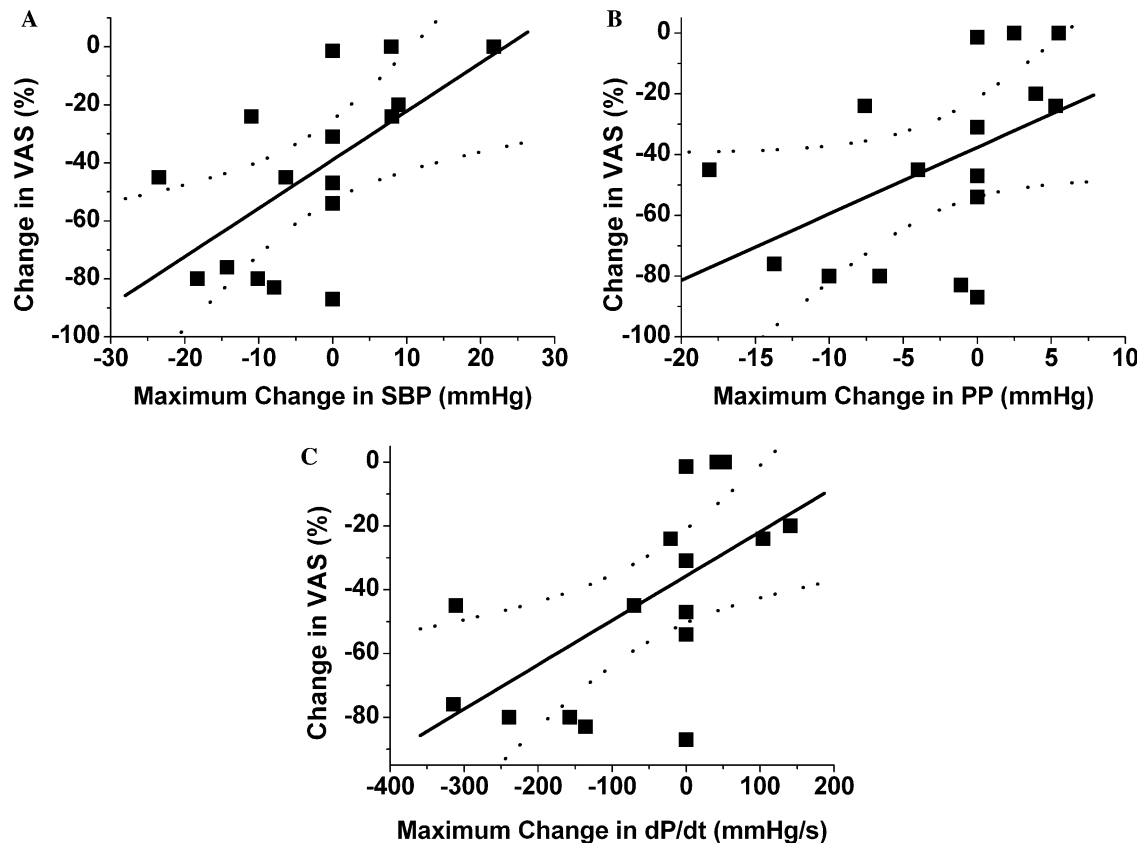 A
Change in VAS (%)
0
-20
-40
-60
-80
-100
-30 -20 -10 0 10 20 30
Maximum Change in SBP (mmHg)
B
Change in VAS (%)
0
-20
-40
-60
-80
-100
-20 -15 -10 -5 0 5 10
Maximum Change in PP (mmHg)
C
Change in VAS (%)
0
-20
-40
-60
-80
-400 -300 -200 -100 0 100 200
Maximum Change in dP/dt (mmHg/s)